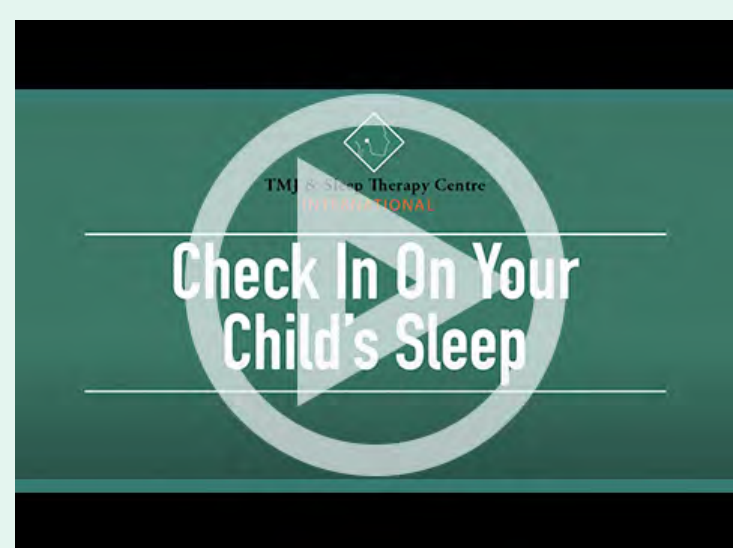 TMJ & Sleep Therapy Centre
INTERNATIONAL
Check In On Your
Child's Sleep